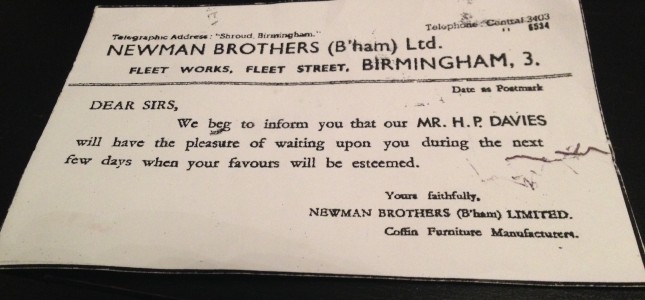 Telegraphic Address: "Shroud, Birmingham."
Telephone: Central 3403
" 6534
NEWMAN BROTHERS (B'ham) Ltd.
FLEET WORKS, FLEET STREET, BIRMINGHAM, 3.
Date as Postmark
DEAR SIRS,
We beg to inform you that our MR. H. P. DAVIES
will have the pleasure of waiting upon you during the next
few days when your favours will be esteemed.
Yours faithfully,
NEWMAN BROTHERS (B'ham) LIMITED.
Coffin Furniture Manufacturers.